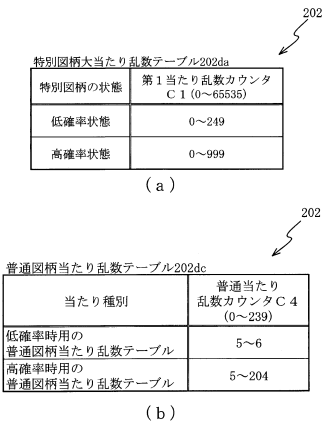 202
特別図柄大当たり乱数テーブル202da
特別図柄の状態
第１当たり乱数カウンタ
Ｃ１(0～65535)
低確率状態
0～249
高確率状態
0～999
(a)
202
普通図柄当たり乱数テーブル202dc
当たり種別
普通当たり
乱数カウンタＣ４
(0～239)
低確率時用の
普通図柄当たり乱数テーブル
5～6
高確率時用の
普通図柄当たり乱数テーブル
5～204
(b)